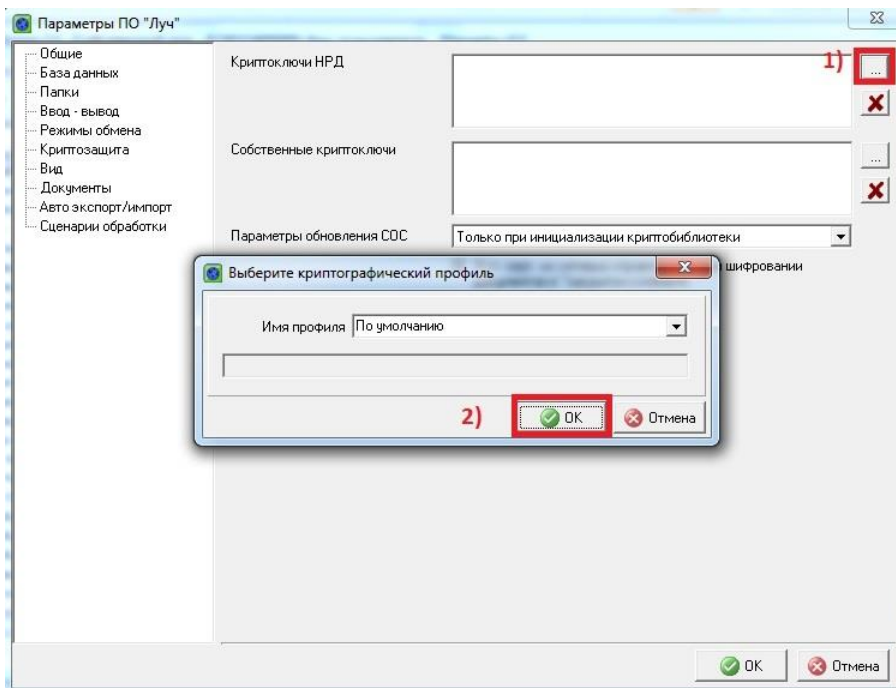 Параметры ПО "Луч"
Общие
База данных
Папки
Ввод - вывод
Режимы обмена
Криптозащита
Вид
Документы
Авто экспорт/импорт
Сценарии обработки
Криптоключи НРД
1)
...
Собственные криптоключи
...
Параметры обновления СОС
Только при инициализации криптобиблиотеки
шифровании
Выберите криптографический профиль
Имя профиля
По умолчанию
2)
OK
Отмена
OK
Отмена